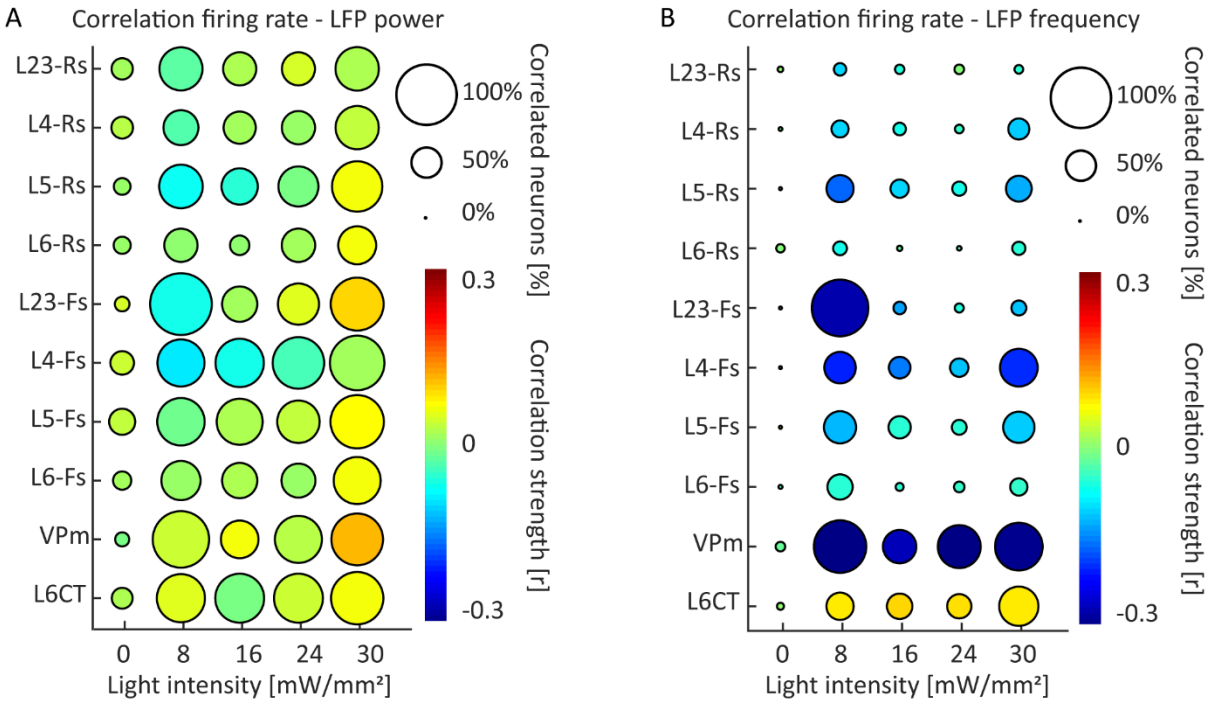 A
Correlation firing rate - LFP power
L23-Rs
L4-Rs
L5-Rs
L6-Rs
L23-Fs
L4-Fs
L5-Fs
L6-Fs
VPm
L6CT
0 8 16 24 30
Light intensity [mW/mm²]
100%
50%
0%
Correlated neurons [%]
0.3
0
-0.3
Correlation strength [r]
B
Correlation firing rate - LFP frequency
L23-Rs
L4-Rs
L5-Rs
L6-Rs
L23-Fs
L4-Fs
L5-Fs
L6-Fs
VPm
L6CT
0 8 16 24 30
Light intensity [mW/mm²]
100%
50%
0%
Correlated neurons [%]
0.3
0
-0.3
Correlation strength [r]